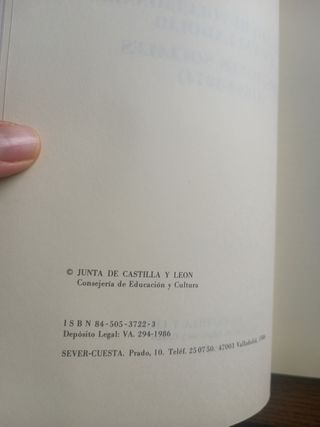 © JUNTA DE CASTILLA Y LEON
Consejería de Educación y Cultura
ISBN 84-505-3722-3
Depósito Legal: VA. 294-1986
SEVER-CUESTA. Prado, 10. Teléf. 25 07 50. 47003 Valladolid, 1986